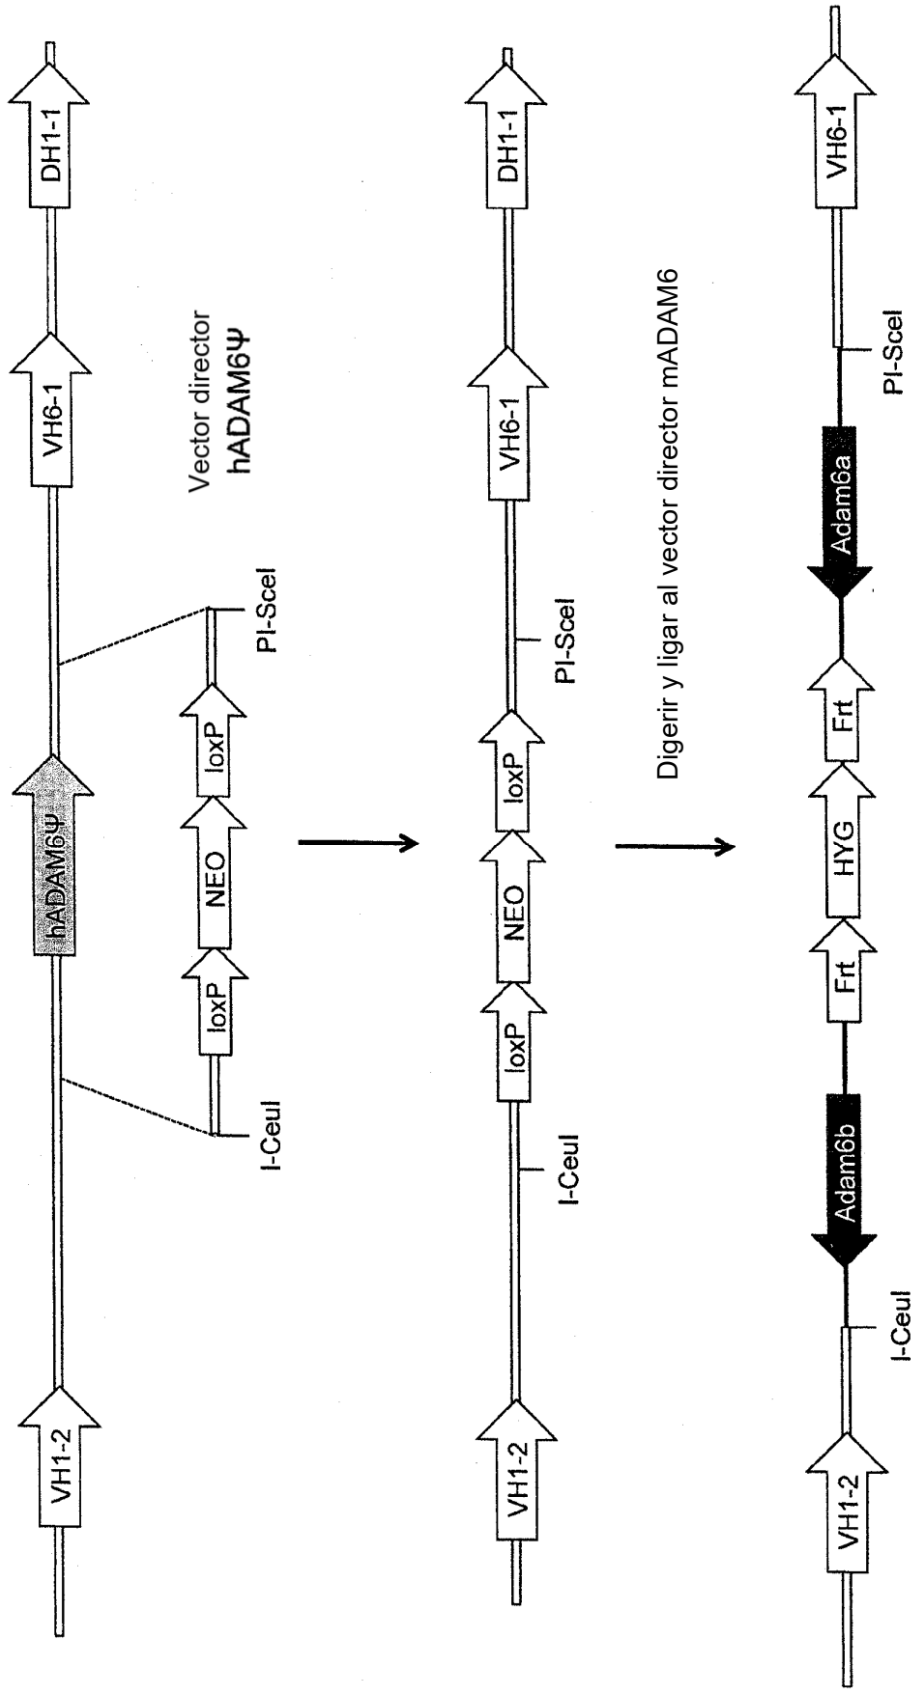 VH1-2
hADAM6Ψ
VH6-1
DH1-1
Vector director
hADAM6Ψ
loxP
NEO
loxP
I-CeuI
PI-SceI
VH1-2
loxP
NEO
loxP
VH6-1
DH1-1
I-CeuI
PI-SceI
Digerir y ligar al vector director mADAM6
VH1-2
Adam6b
Frt
HYG
Frt
Adam6a
VH6-1
I-CeuI
PI-SceI